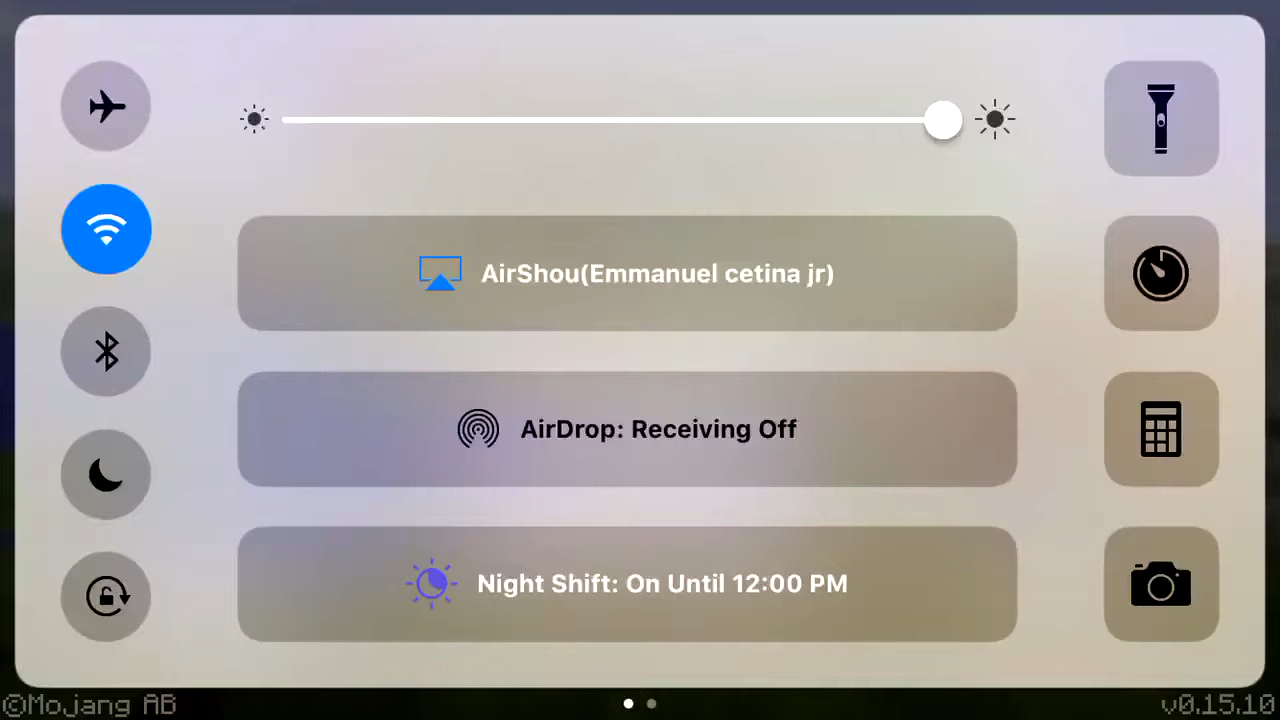 AirShou(Emmanuel cetina jr)
AirDrop: Receiving Off
Night Shift: On Until 12:00 PM
©Mojang AB
v0.15.10